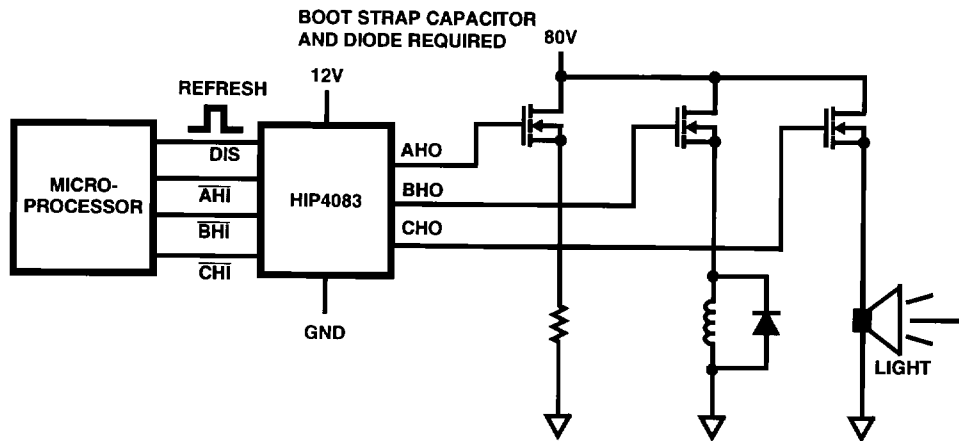 BOOT STRAP CAPACITOR
AND DIODE REQUIRED
80V
12V
REFRESH
DIS
AHI
BHI
CHI
MICRO-
PROCESSOR
HIP4083
AHO
BHO
CHO
GND
LIGHT